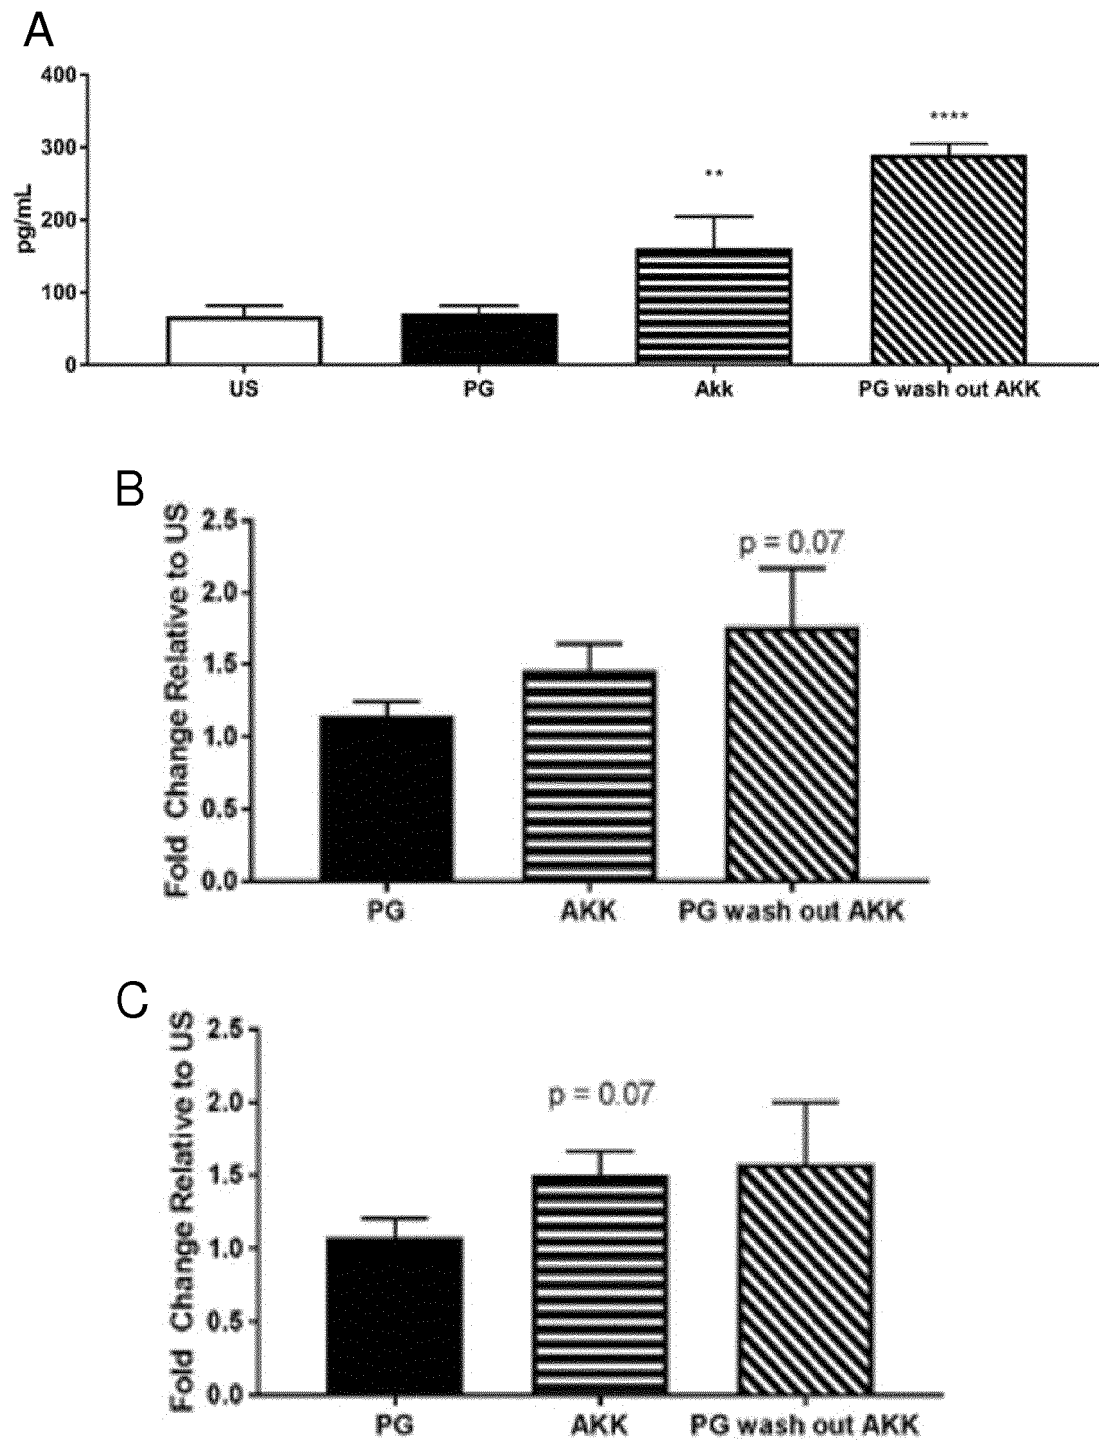 A
400
300
200
100
0
pg/mL
**
****
US PG Akk PG wash out AKK
B
Fold Change Relative to US
2.5
2.0
1.5
1.0
0.5
0.0
p = 0.07
PG AKK PG wash out AKK
C
Fold Change Relative to US
2.5
2.0
1.5
1.0
0.5
0.0
p = 0.07
PG AKK PG wash out AKK